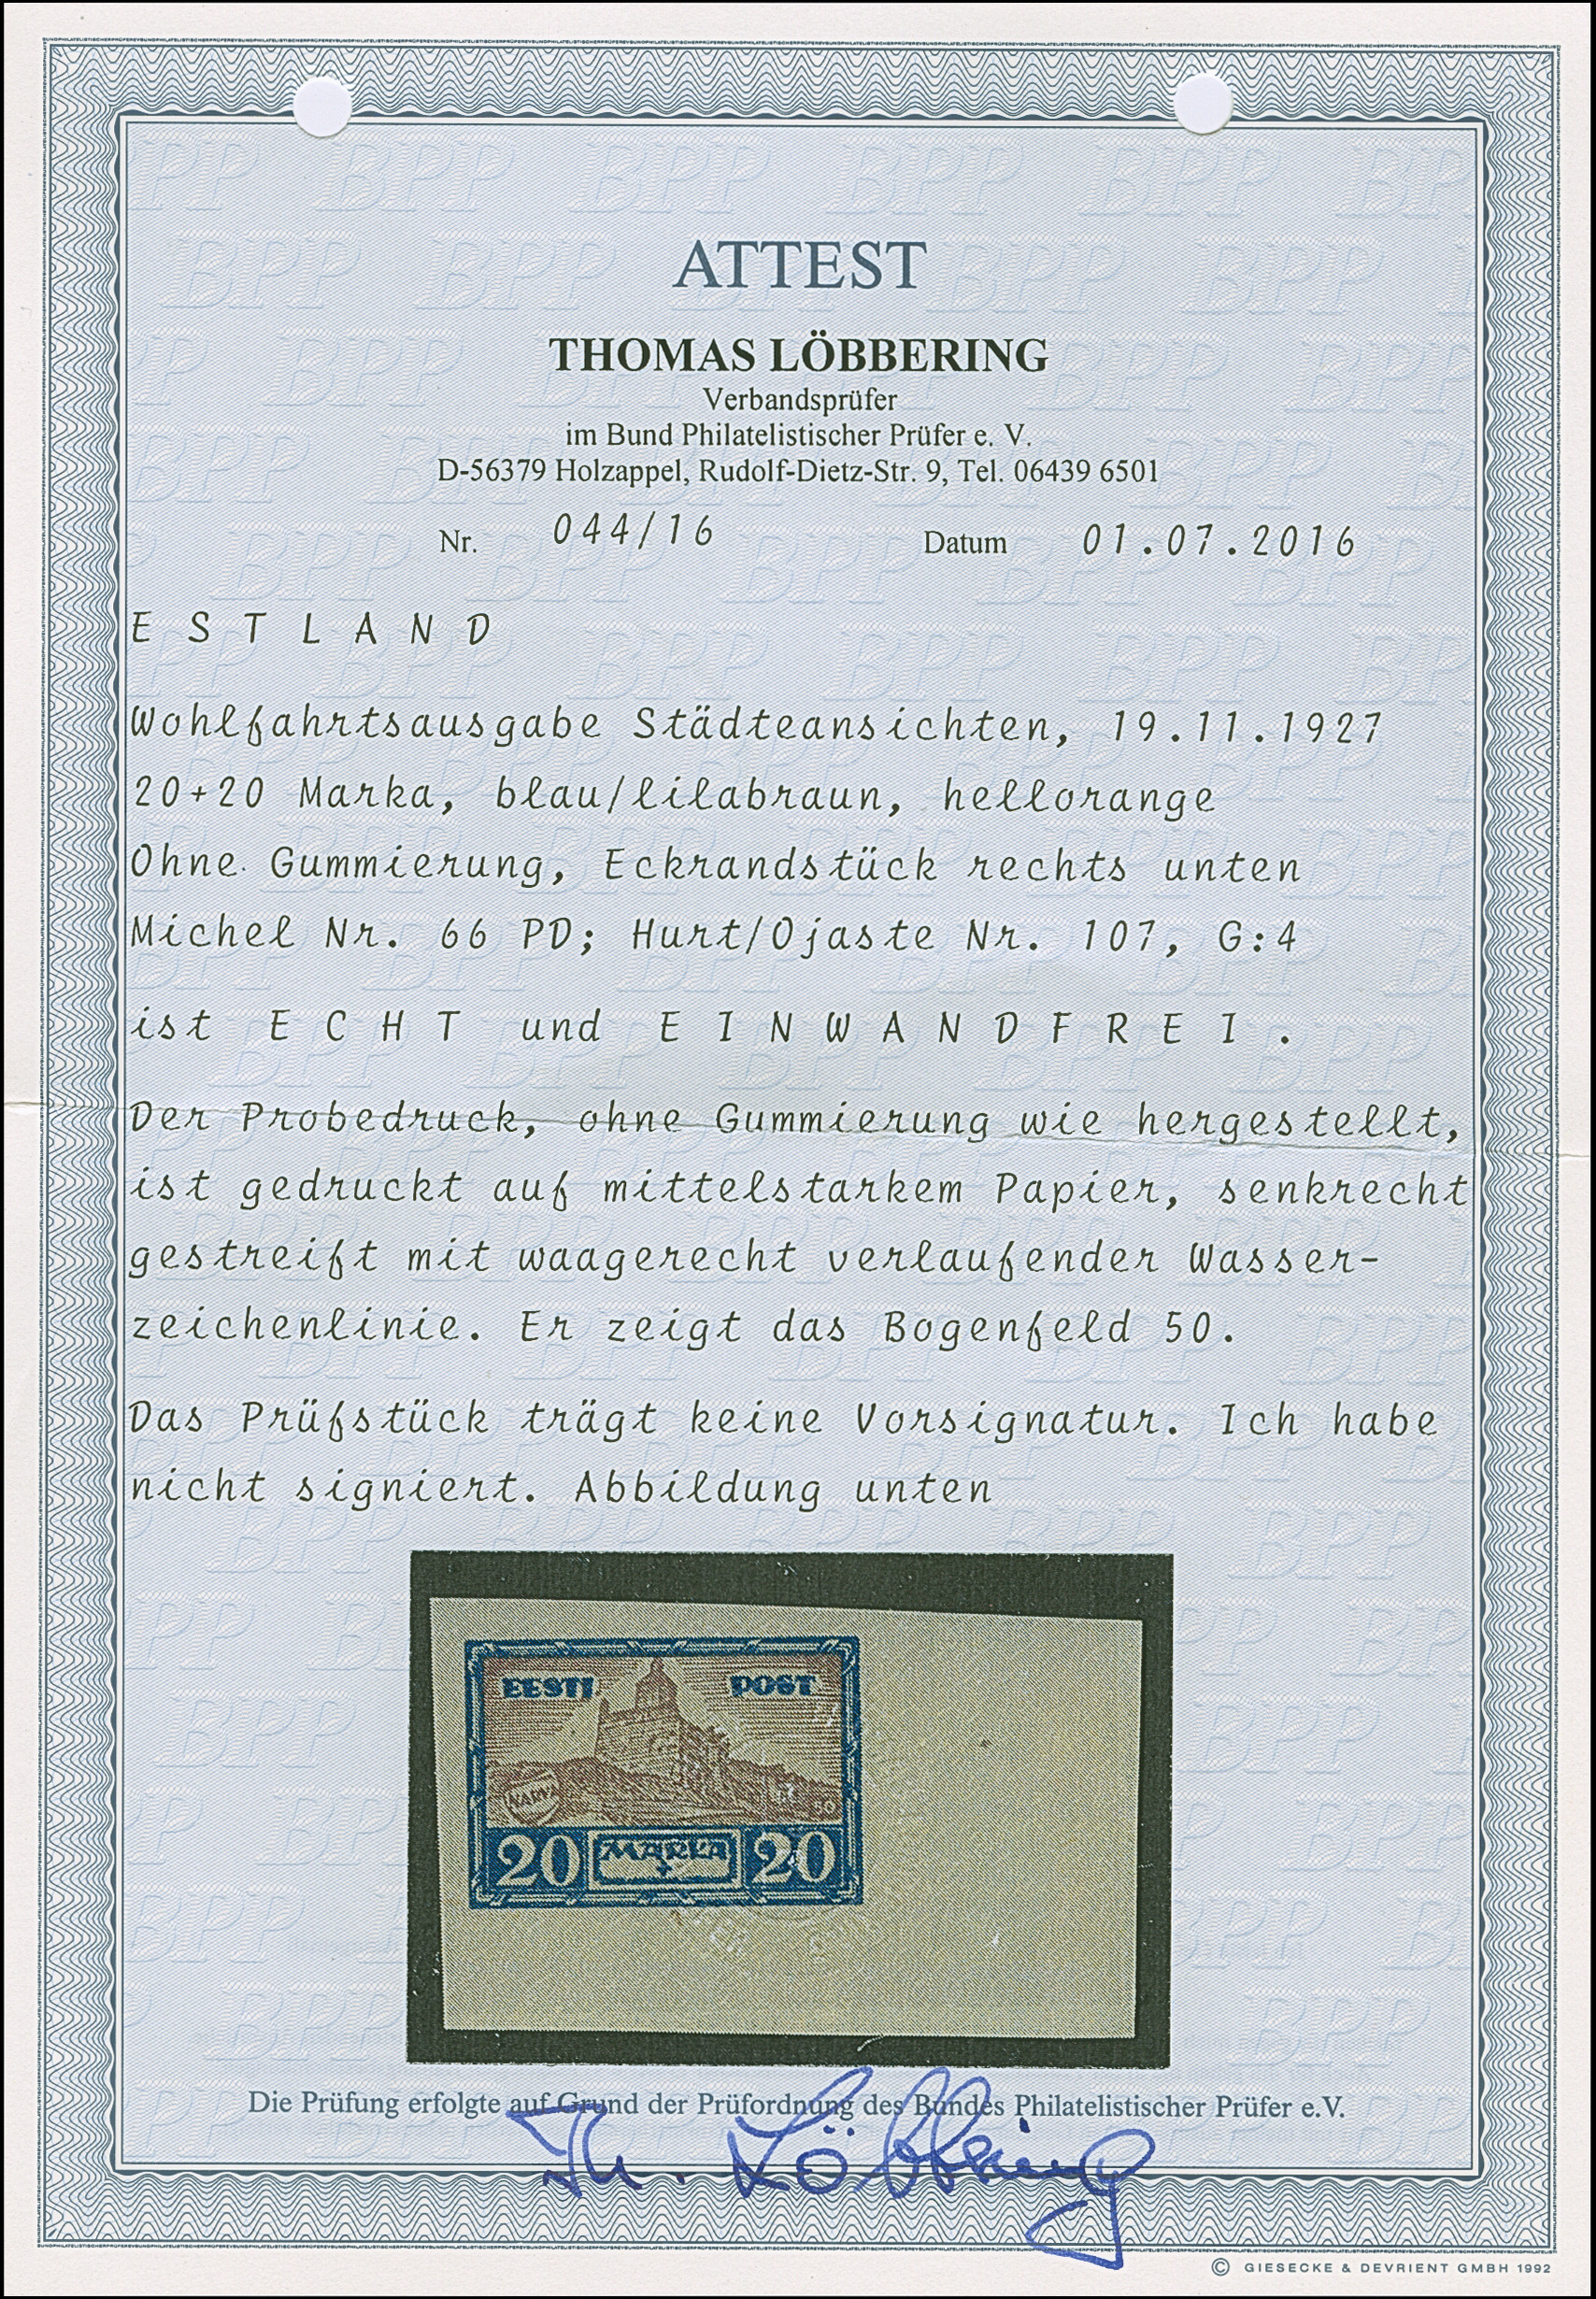 ATTEST
THOMAS LÖBBERING
Verbandsprüfer
im Bund Philatelistischer Prüfer e. V.
D-56379 Holzappel, Rudolf-Dietz-Str. 9, Tel. 06439 6501
Nr. 044/16 Datum 01.07.2016
E S T L A N D
Wohlfahrtsausgabe Städteansichten, 19.11.1927
20+20 Marka, blau/lilabraun, hellorange
Ohne Gummierung, Eckrandstück rechts unten
Michel Nr. 66 PD; Hurt/Ojaste Nr. 107, G:4
ist E C H T und E I N W A N D F R E I .
Der Probedruck, ohne Gummierung wie hergestellt,
ist gedruckt auf mittelstarkem Papier, senkrecht
gestreift mit waagerecht verlaufender Wasser-
zeichenlinie. Er zeigt das Bogenfeld 50.
Das Prüfstück trägt keine Vorsignatur. Ich habe
nicht signiert. Abbildung unten
EESTI POST
NARVA
50
20 MARKA + 20
Die Prüfung erfolgte auf Grund der Prüfordnung des Bundes Philatelistischer Prüfer e.V.
Th. Löbbering
© GIESECKE & DEVRIENT GMBH 1992